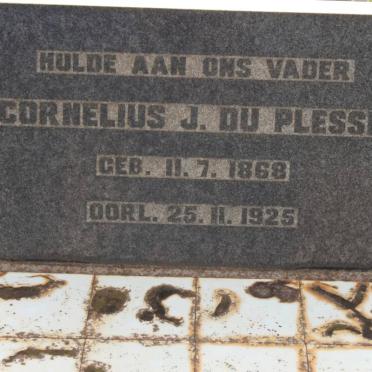 HULDE AAN ONS VADER
CORNELIUS J. DU PLESS
GEB. 11. 7. 1868
OORL. 25. 11. 1925